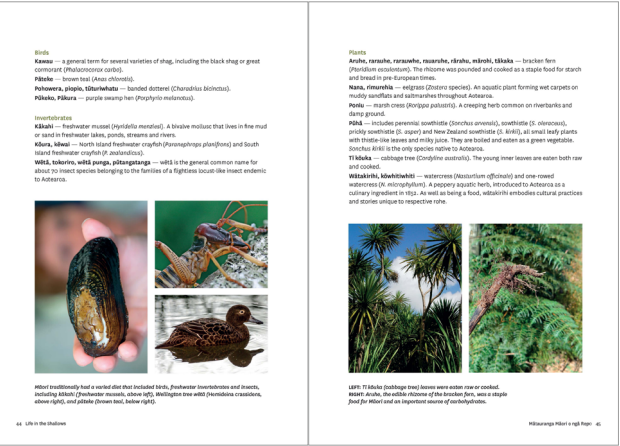 Birds
Kawau — a general term for several varieties of shag, including the black shag or great
cormorant (Phalacrocorax carbo).
Pāteke — brown teal (Anas chlorotis).
Pohowera, piopio, tūturiwhatu — banded dotterel (Charadrius bicinctus).
Pūkeko, Pākura — purple swamp hen (Porphyrio melanotus).
Invertebrates
Kākahi — freshwater mussel (Hyridella menziesi). A bivalve mollusc that lives in fine mud
or sand in freshwater lakes, ponds, streams and rivers.
Kōura, kōwai — North Island freshwater crayfish (Paranephrops planifrons) and South
Island freshwater crayfish (P. zealandicus).
Wētā, tokoriro, wētā punga, pūtangatanga — wētā is the general common name for
about 70 insect species belonging to the families of a flightless locust-like insect endemic
to Aotearoa.
Māori traditionally had a varied diet that included birds, freshwater invertebrates and insects,
including kākahi (freshwater mussels, above left), Wellington tree wētā (Hemideina crassidens,
above right), and pāteke (brown teal, below right).
44 Life in the Shallows
Plants
Aruhe, rarauhe, rarauwhe, rauaruhe, rārahu, mārohi, tākaka — bracken fern
(Pteridium esculentum). The rhizome was pounded and cooked as a staple food for starch
and bread in pre-European times.
Nana, rimurehia — eelgrass (Zostera species). An aquatic plant forming wet carpets on
muddy sandflats and saltmarshes throughout Aotearoa.
Poniu — marsh cress (Rorippa palustris). A creeping herb common on riverbanks and
damp ground.
Pūhā — includes perennial sowthistle (Sonchus arvensis), sowthistle (S. oleraceus),
prickly sowthistle (S. asper) and New Zealand sowthistle (S. kirkii), all small leafy plants
with thistle-like leaves and milky juice. They are boiled and eaten as a green vegetable.
Sonchus kirkii is the only species native to Aotearoa.
Tī kōuka — cabbage tree (Cordyline australis). The young inner leaves are eaten both raw
and cooked.
Wātakirihi, kōwhitiwhiti — watercress (Nasturtium officinale) and one-rowed
watercress (N. microphyllum). A peppery aquatic herb, introduced to Aotearoa as a
culinary ingredient in 1852. As well as being a food, wātakirihi embodies cultural practices
and stories unique to respective rohe.
LEFT: Tī kōuka (cabbage tree) leaves were eaten raw or cooked.
RIGHT: Aruhe, the edible rhizome of the bracken fern, was a staple
food for Māori and an important source of carbohydrates.
Mātauranga Māori o ngā Repo 45